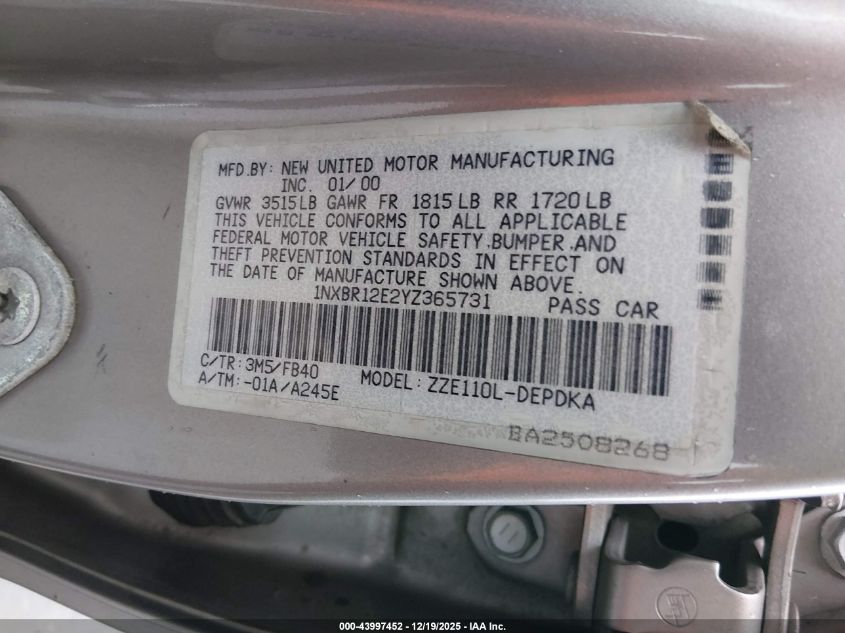 MFD.BY: NEW UNITED MOTOR MANUFACTURING
INC. 01/00
GVWR 3515LB GAWR FR 1815LB RR 1720LB
THIS VEHICLE CONFORMS TO ALL APPLICABLE
FEDERAL MOTOR VEHICLE SAFETY.BUMPER.AND
THEFT PREVENTION STANDARDS IN EFFECT ON
THE DATE OF MANUFACTURE SHOWN ABOVE.
1NXBR12E2YZ365731 PASS CAR
C/TR:3M5/FB40
A/TM:-01A/A245E MODEL: ZZE110L-DEPDKA
BA2508268
000-43997452 - 12/19/2025 - IAA Inc.